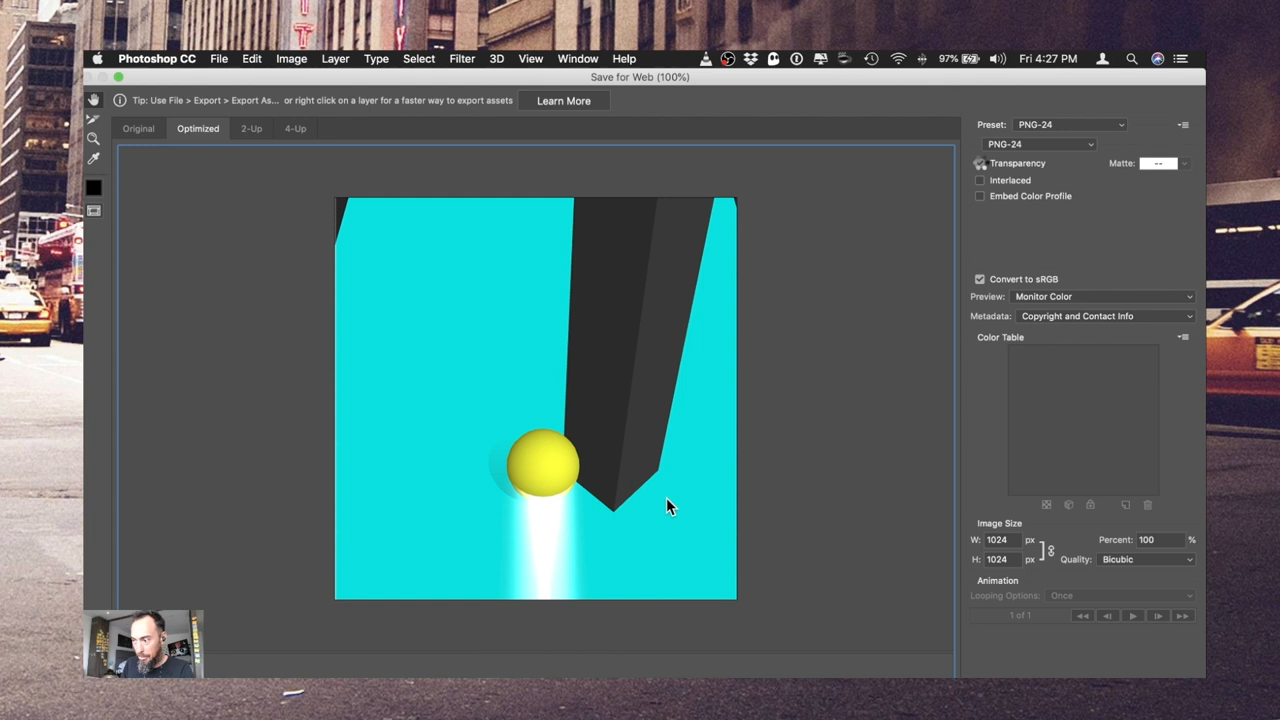 Photoshop CC File Edit Image Layer Type Select Filter 3D View Window Help 97% Fri 4:27 PM
Save for Web (100%)
Tip: Use File > Export > Export As... or right click on a layer for a faster way to export assets Learn More
Original Optimized 2-Up 4-Up
Preset: PNG-24
PNG-24
Transparency Matte: --
Interlaced
Embed Color Profile
Convert to sRGB
Preview: Monitor Color
Metadata: Copyright and Contact Info
Color Table
Image Size
W: 1024 px Percent: 100 %
H: 1024 px Quality: Bicubic
Animation
Looping Options: Once
1 of 1